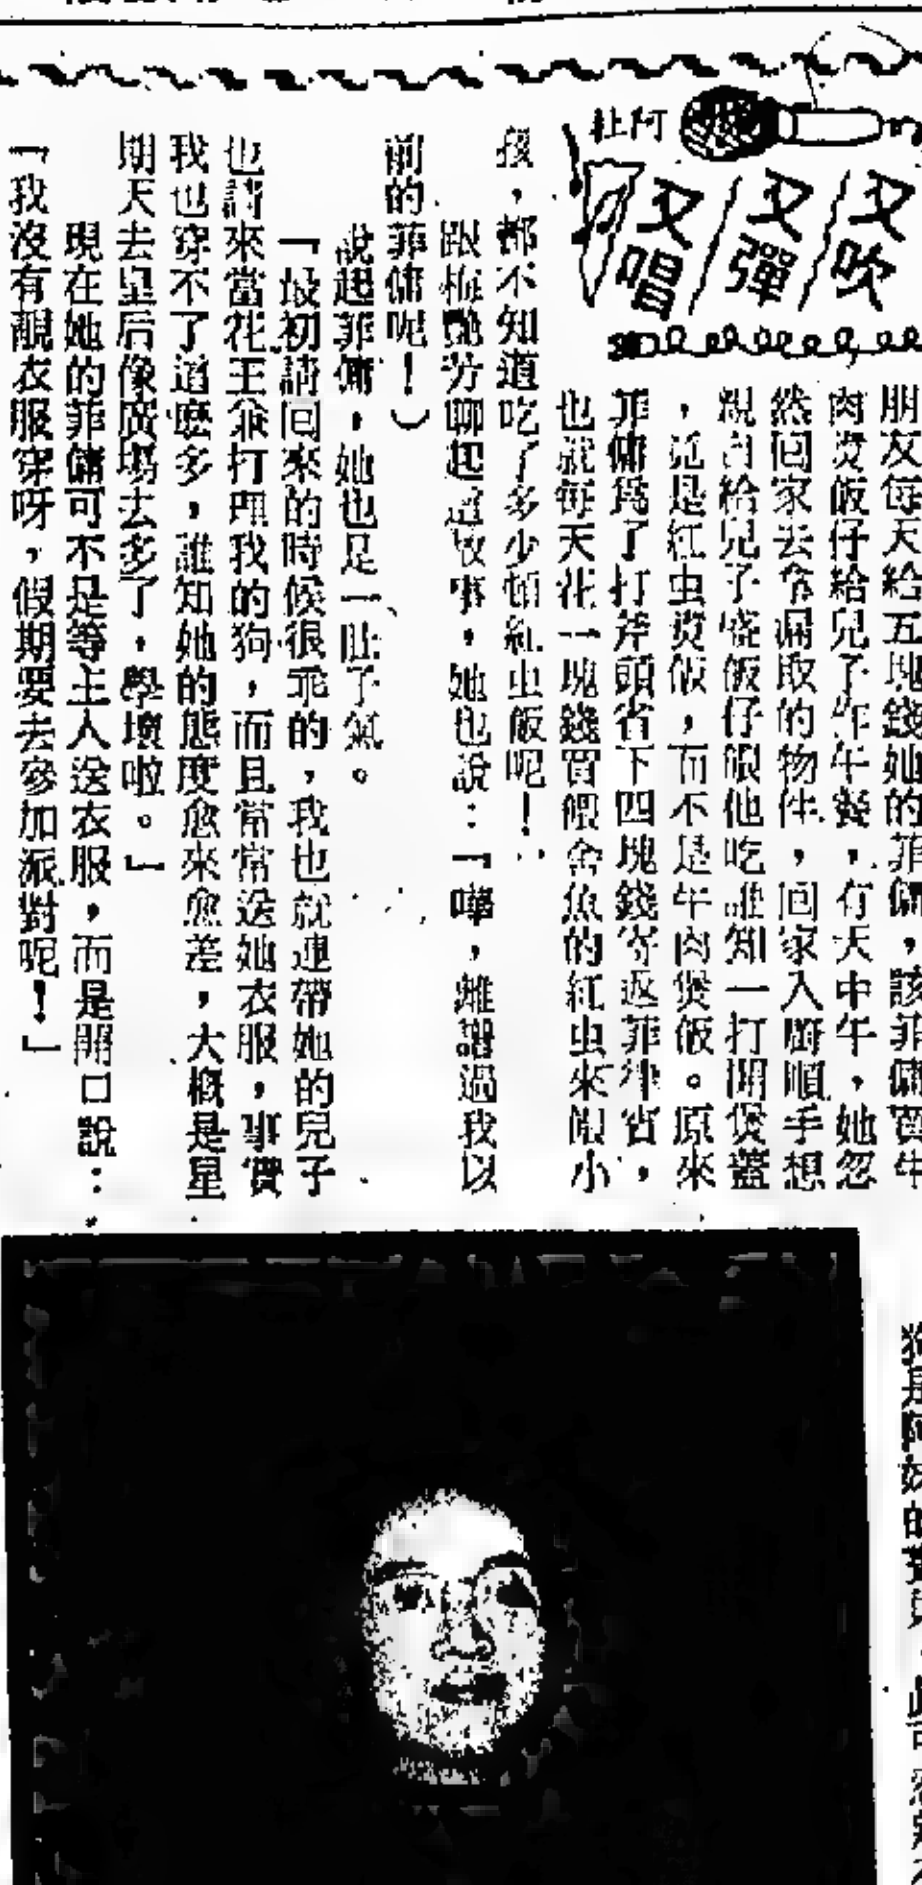 阿杜
又吹
又彈
又唱
朋友每天給五塊錢她的菲傭，該菲傭買牛
肉煲飯仔給兒子作午餐，有天中午，她忽
然回家去拿漏取的物件，回家入廚順手想
親自給兒子盛飯仔餵他吃誰知一打開煲蓋
，竟是紅虫煲飯，而不是牛肉煲飯。原來
菲傭爲了打斧頭省下四塊錢寄返菲律賓，
也就每天花一塊錢買餵金魚的紅虫來餵小
孩，都不知道吃了多少頓紅虫飯呢！
跟梅艷芳聊起這故事，她也說：「嘩，離譜過我以
前的菲傭呢！）
說起菲傭，她也是一肚子氣。
「最初請回來的時候很乖的，我也就連帶她的兒子
也請來當花王兼打理我的狗，而且常常送她衣服，事實
我也穿不了這麼多，誰知她的態度愈來愈差，大概是星
期天去皇后像廣場去多了，學壞啦。」
現在她的菲傭可不是等主人送衣服，而是開口說：
「我沒有靚衣服穿呀，假期要去參加派對呢！」